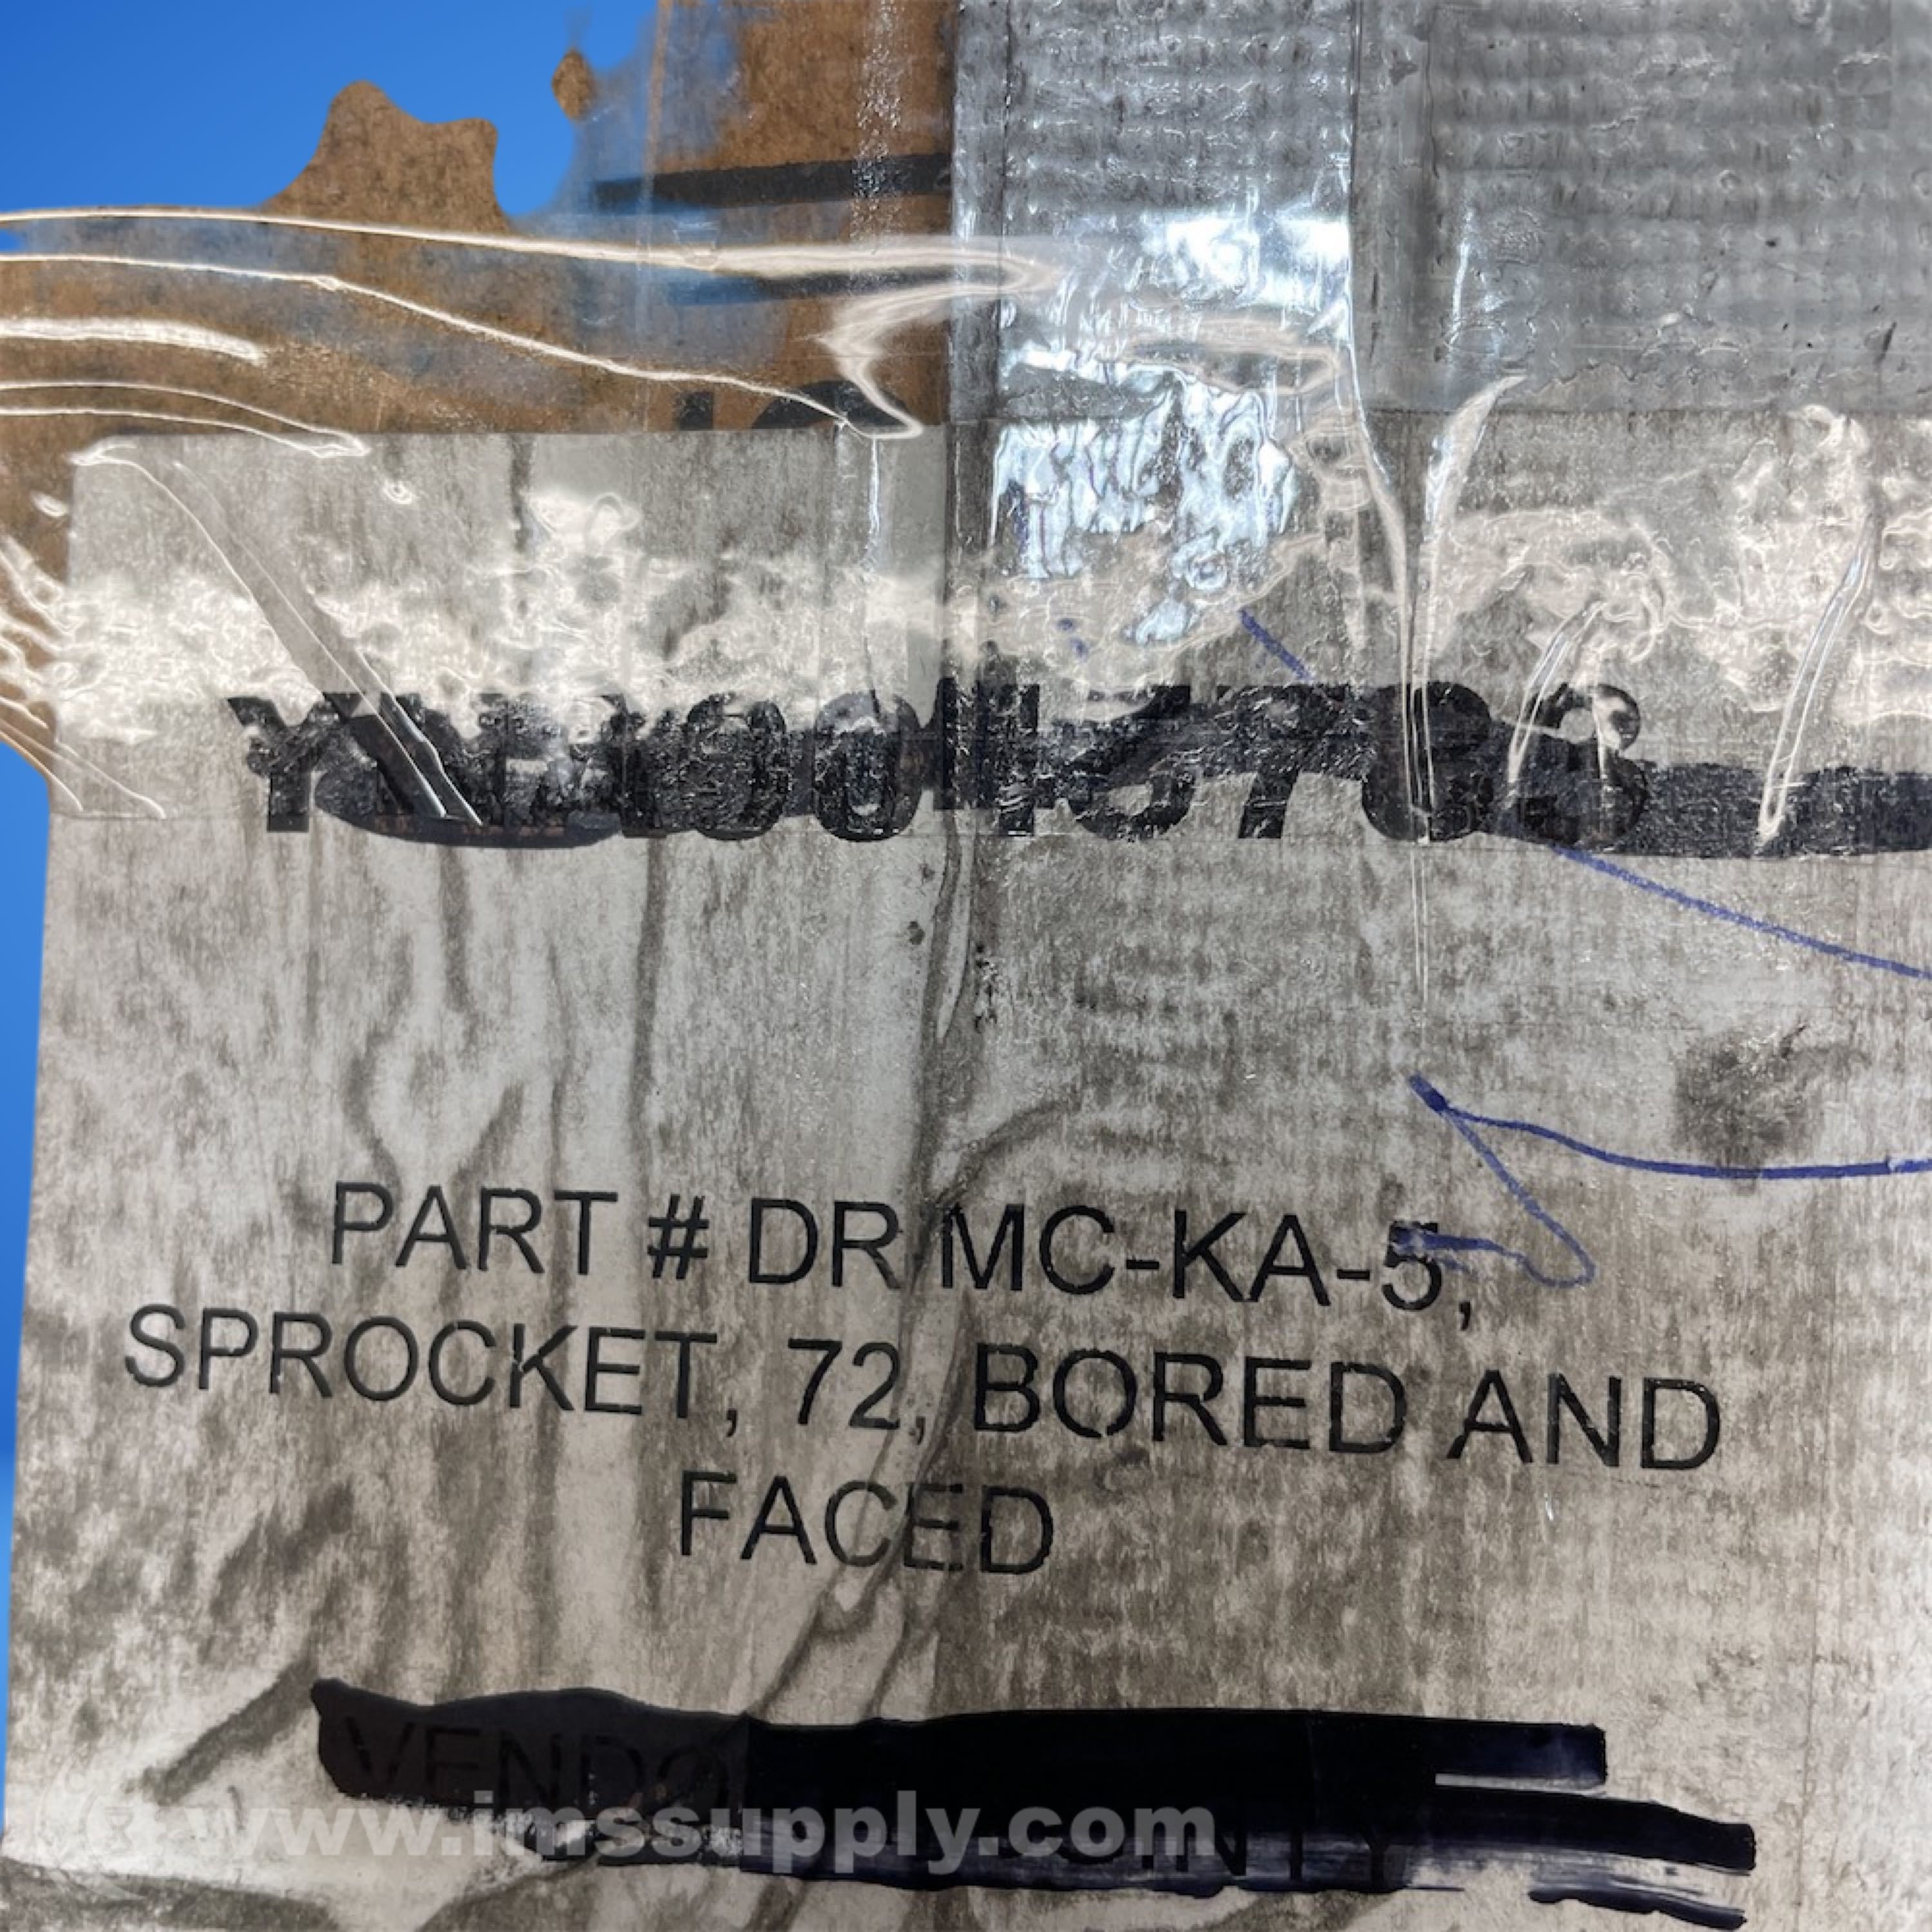 PART # DR MC-KA-5,
SPROCKET, 72, BORED AND
FACED
www.imssupply.com